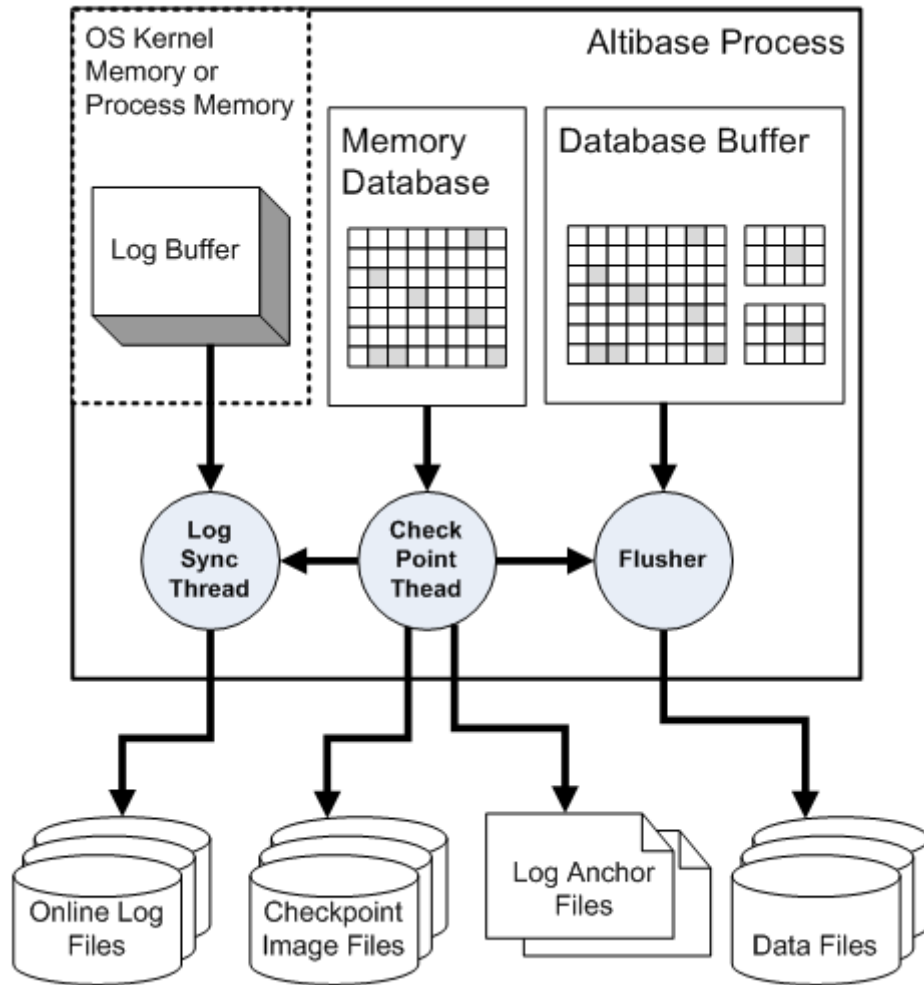 OS Kernel
Memory or
Process Memory
Altibase Process
Log Buffer
Memory
Database
Database Buffer
Log
Sync
Thread
Check
Point
Thead
Flusher
Online Log
Files
Checkpoint
Image Files
Log Anchor
Files
Data Files